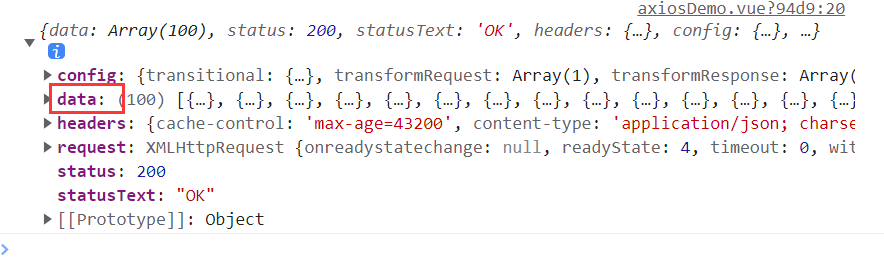 axiosDemo.vue?94d9:20
{data: Array(100), status: 200, statusText: 'OK', headers: {…}, config: {…}, …}
i
config: {transitional: {…}, transformRequest: Array(1), transformResponse: Array(
data: (100) [{…}, {…}, {…}, {…}, {…}, {…}, {…}, {…}, {…}, {…}, {…}, {…}, {…}, {…}
headers: {cache-control: 'max-age=43200', content-type: 'application/json; charse
request: XMLHttpRequest {onreadystatechange: null, readyState: 4, timeout: 0, wit
status: 200
statusText: "OK"
[[Prototype]]: Object